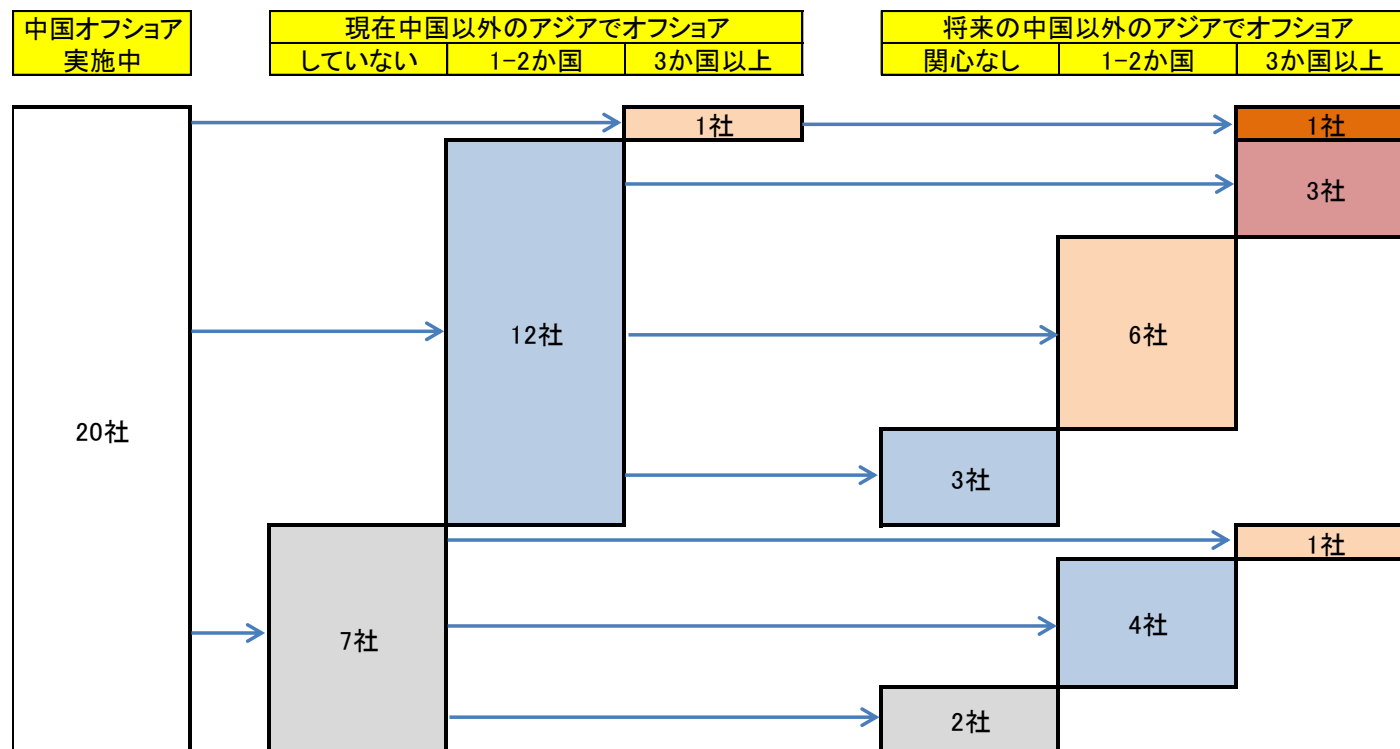 中国オフショア
実施中
現在中国以外のアジアでオフショア
していない 1-2か国 3か国以上
将来の中国以外のアジアでオフショア
関心なし 1-2か国 3か国以上
1社 1社
3社
12社 6社
20社
3社
1社
7社 4社
2社